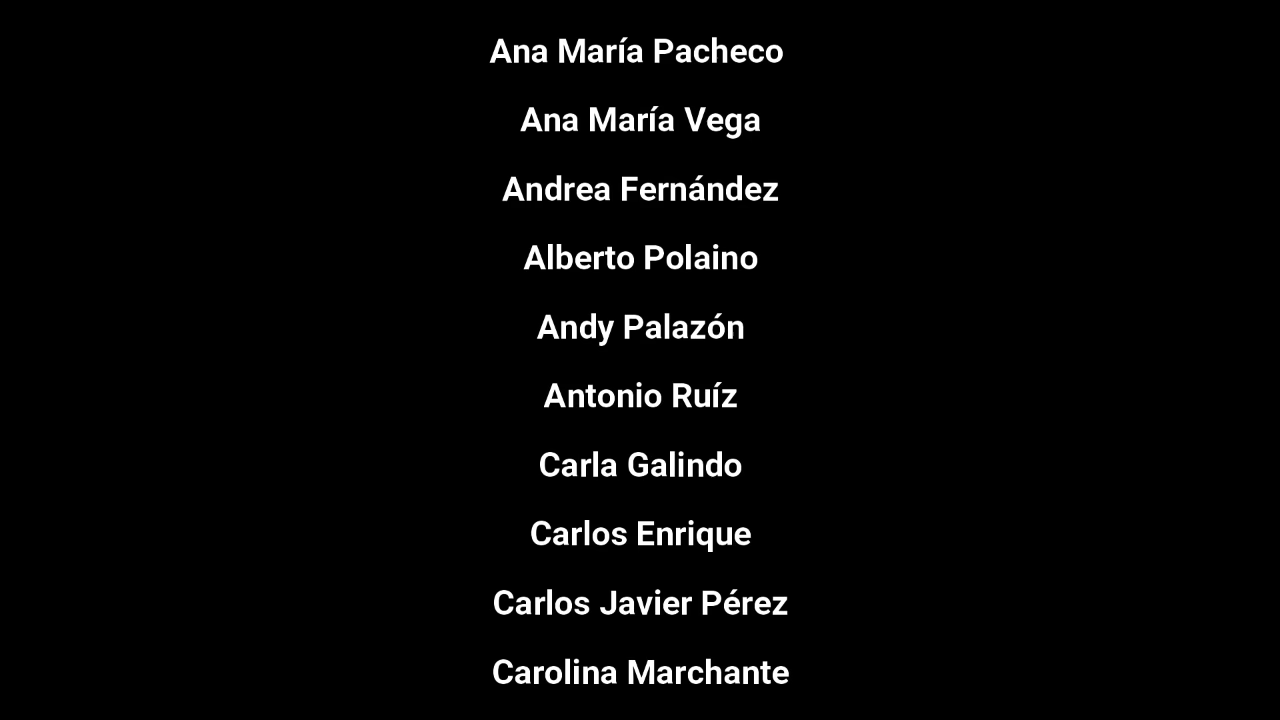 Ana María Pacheco
Ana María Vega
Andrea Fernández
Alberto Polaino
Andy Palazón
Antonio Ruíz
Carla Galindo
Carlos Enrique
Carlos Javier Pérez
Carolina Marchante